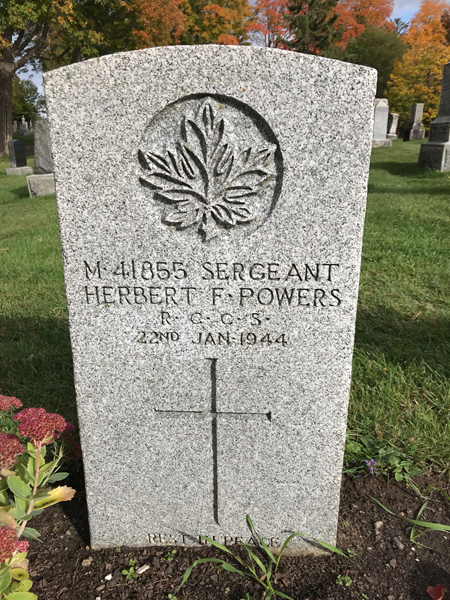 M·41855 SERGEANT
HERBERT F·POWERS
R·C·C·S·
22ND JAN·1944
REST IN PEACE